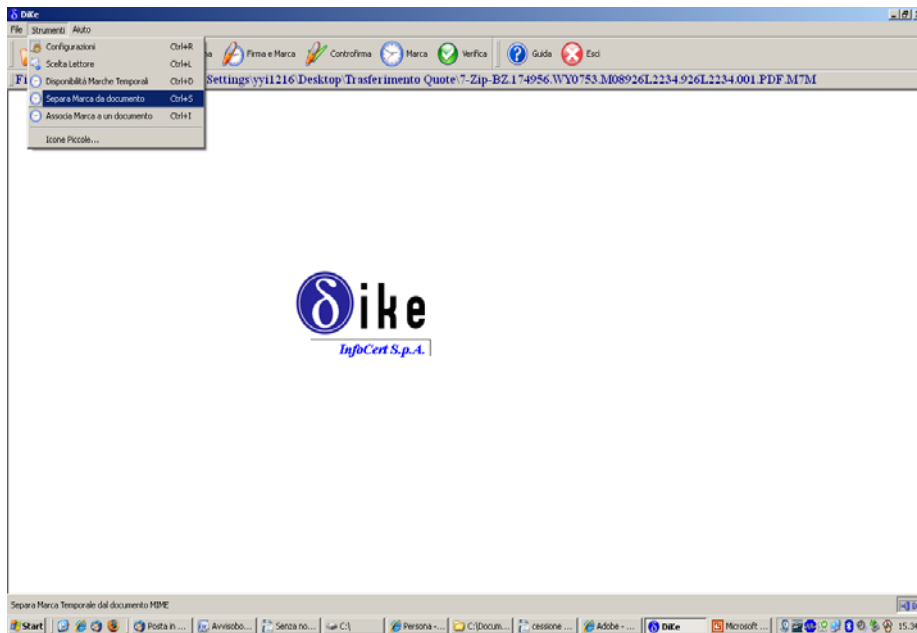 DiKe
File Strumenti Aiuto
Configurazioni Ctrl+R
Firma e Marca Controfirma Marca Verifica Guida Esci
Scelta Lettore Ctrl+L
Disponibilità Marche Temporali Ctrl+D
Settings\yyi1216\Desktop\Trasferimento Quote\7-Zip-BZ.174956.WY0753.M08926L2234.926L2234.001.PDF.M7M
Separa Marca da documento Ctrl+S
Associa Marca a un documento Ctrl+I
Icone Piccole...
δike
InfoCert S.p.A.
Separa Marca Temporale dal documento MIME
Start Posta in ... Avvisobo... Senza no... C:\ Persona -... C:\Docum... cessione ... Adobe - ... DiKe Microsoft ...